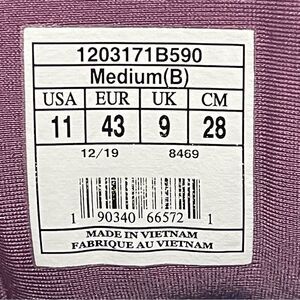 1203171B590
Medium(B)
USA EUR UK CM
11 43 9 28
12/19 8469
1 90340 66572 1
MADE IN VIETNAM
FABRIQUE AU VIETNAM